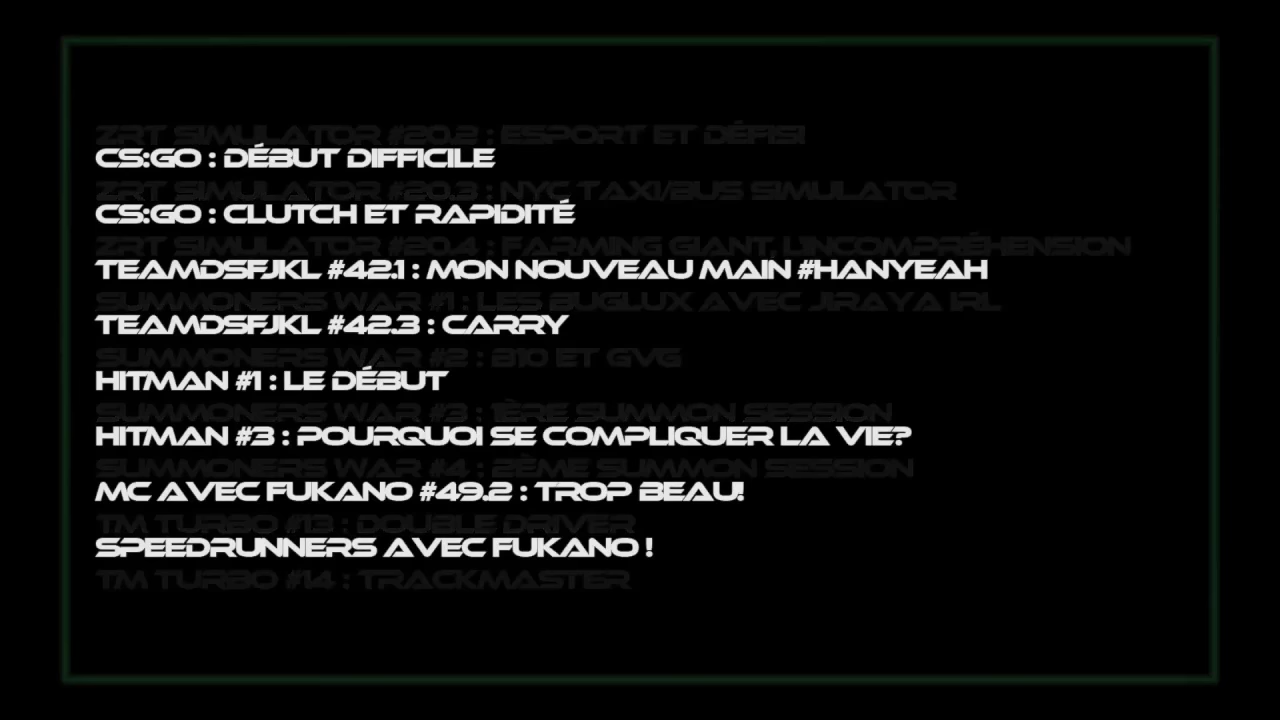 ZRT SIMULATOR #20.2 : ESPORT ET DÉFIS!
CS:GO : DÉBUT DIFFICILE
ZRT SIMULATOR #20.3 : NYC TAXI/BUS SIMULATOR
CS:GO : CLUTCH ET RAPIDITÉ
ZRT SIMULATOR #20.4 : FARMING GIANT, L'INCOMPRÉHENSION
TEAMDSFJKL #42.1 : MON NOUVEAU MAIN #HANYEAH
SUMMONERS WAR #1 : LES BUGLUX AVEC JIRAYA IRL
TEAMDSFJKL #42.3 : CARRY
SUMMONERS WAR #2 : B10 ET GVG
HITMAN #1 : LE DÉBUT
SUMMONERS WAR #3 : 1ÈRE SUMMON SESSION
HITMAN #3 : POURQUOI SE COMPLIQUER LA VIE?
SUMMONERS WAR #4 : 2ÈME SUMMON SESSION
MC AVEC FUKANO #49.2 : TROP BEAU!
TM TURBO #13 : DOUBLE DRIVER
SPEEDRUNNERS AVEC FUKANO !
TM TURBO #14 : TRACKMASTER